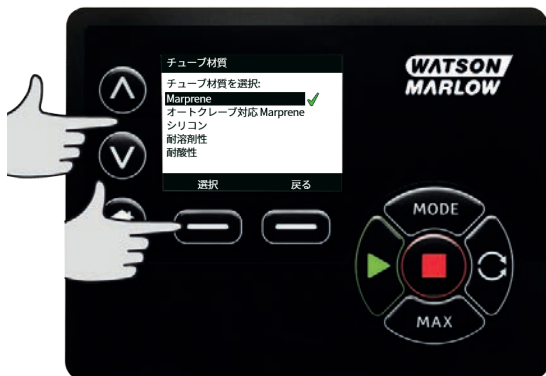 チューブ材質
WATSON
MARLOW
チューブ材質を選択:
Marprene
オートクレーブ対応 Marprene
シリコン
耐溶剤性
耐酸性
選択 戻る
MODE
MAX